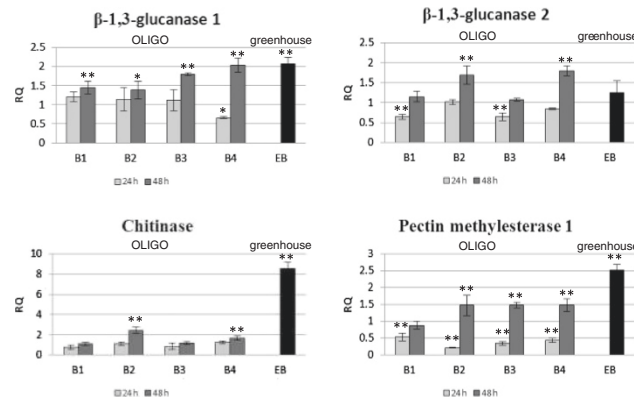 β-1,3-glucanase 1
OLIGO greenhouse
2.5
2
1.5
1
0.5
0
RQ
** * ** * ** **
B1 B2 B3 B4 EB
24h 48h
β-1,3-glucanase 2
OLIGO greenhouse
2.5
2
1.5
1
0.5
0
RQ
** ** ** **
B1 B2 B3 B4 EB
24h 48h
Chitinase
OLIGO greenhouse
10
8
6
4
2
0
RQ
** ** **
B1 B2 B3 B4 EB
24h 48h
Pectin methylesterase 1
OLIGO greenhouse
3
2.5
2
1.5
1
0.5
0
RQ
** ** ** ** ** ** ** **
B1 B2 B3 B4 EB
24h 48h